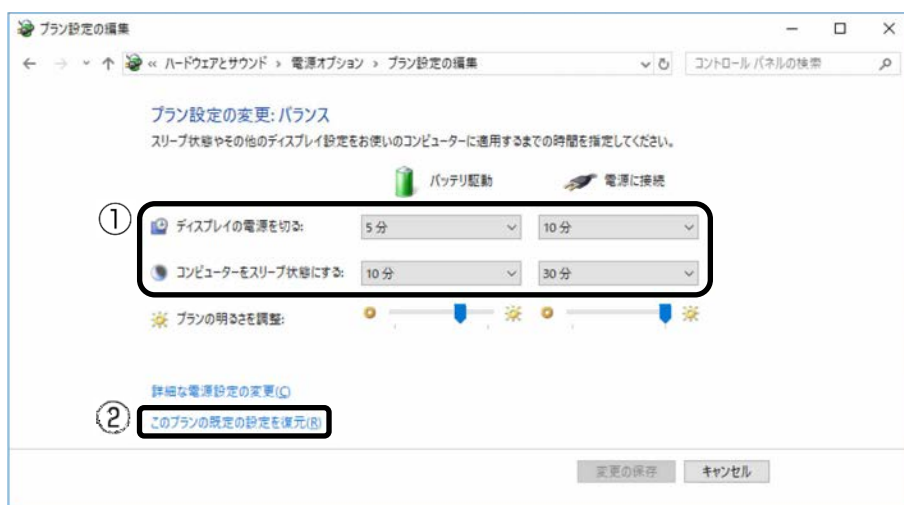 プラン設定の編集
« ハードウェアとサウンド › 電源オプション › プラン設定の編集
コントロール パネルの検索
プラン設定の変更: バランス
スリープ状態やその他のディスプレイ設定をお使いのコンピューターに適用するまでの時間を指定してください。
バッテリ駆動 電源に接続
① ディスプレイの電源を切る: 5 分 10 分
コンピューターをスリープ状態にする: 10 分 30 分
プランの明るさを調整:
詳細な電源設定の変更(C)
② このプランの既定の設定を復元(R)
変更の保存 キャンセル